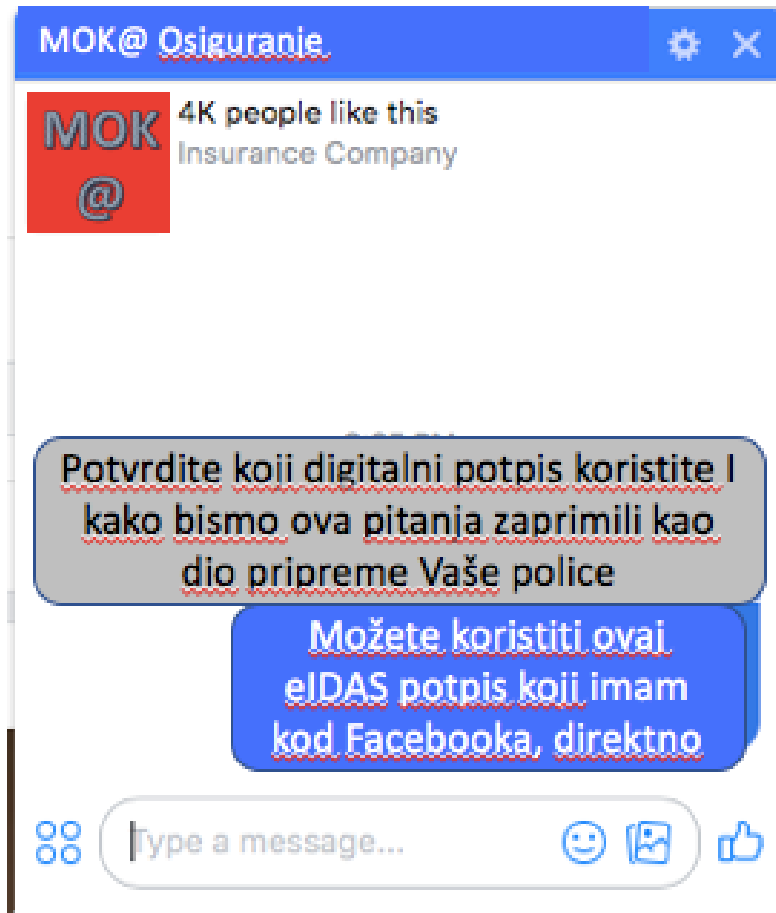 MOK@ Osiguranje
MOK
@
4K people like this
Insurance Company
Potvrdite koji digitalni potpis koristite I
kako bismo ova pitanja zaprimili kao
dio pripreme Vaše police
Možete koristiti ovaj
eIDAS potpis koji imam
kod Facebooka, direktno
Type a message...